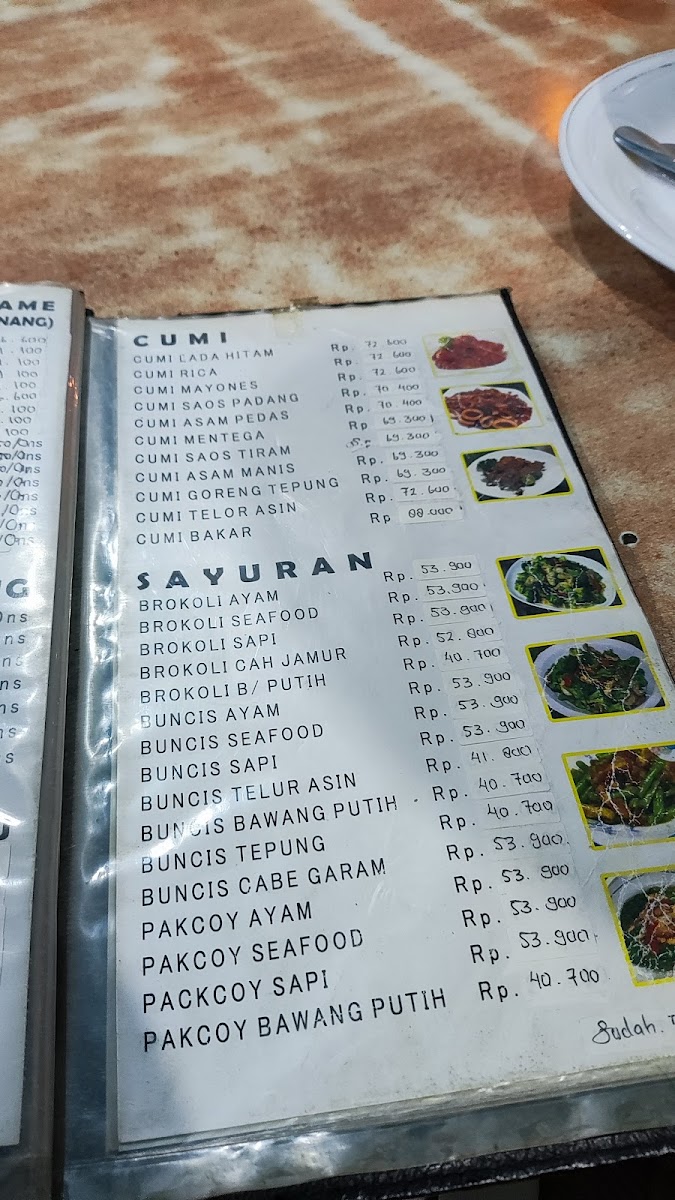 AME
NANG)
CUMI
CUMI LADA HITAM Rp. 72.600
CUMI RICA Rp. 72 600
CUMI MAYONES Rp. 72 600
CUMI SAOS PADANG Rp. 70 400
CUMI ASAM PEDAS Rp. 70 400
CUMI MENTEGA Rp. 69.300
CUMI SAOS TIRAM 69.300
CUMI ASAM MANIS Rp. 69.300
CUMI GORENG TEPUNG Rp. 69.300
CUMI TELOR ASIN Rp. 72.600
CUMI BAKAR Rp 88.000
SAYURAN
BROKOLI AYAM Rp. 53.900
BROKOLI SEAFOOD Rp. 53.900
BROKOLI SAPI Rp. 53.900
BROKOLI CAH JAMUR Rp. 52.800
BROKOLI B/ PUTIH Rp. 40.700
BUNCIS AYAM Rp. 53.900
BUNCIS SEAFOOD Rp. 53.900
BUNCIS SAPI Rp. 53.900
BUNCIS TELUR ASIN Rp. 41.800
BUNCIS BAWANG PUTIH Rp. 40.700
BUNCIS TEPUNG Rp. 40.700
BUNCIS CABE GARAM Rp. 53.900
PAKCOY AYAM Rp. 53.900
PAKCOY SEAFOOD Rp. 53.900
PACKCOY SAPI Rp. 53.900
PAKCOY BAWANG PUTIH Rp. 40.700
Sudah